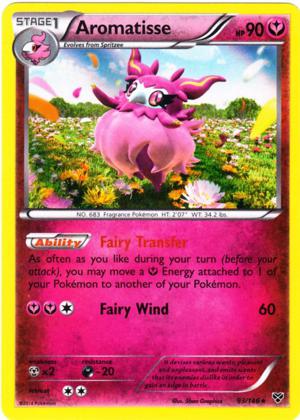 STAGE1
Aromatisse
HP90
Evolves from Spritzee
NO. 683 Fragrance Pokémon HT. 2'07" WT. 34.2 lbs.
Ability Fairy Transfer
As often as you like during your turn (before your
attack), you may move a Energy attached to 1 of
your Pokémon to another of your Pokémon.
Fairy Wind 60
weakness
×2
resistance
-20
retreat
It devises various scents, pleasant
and unpleasant, and emits scents
that its enemies dislike in order to
gain an edge in battle.
93/146
©2014 Pokémon